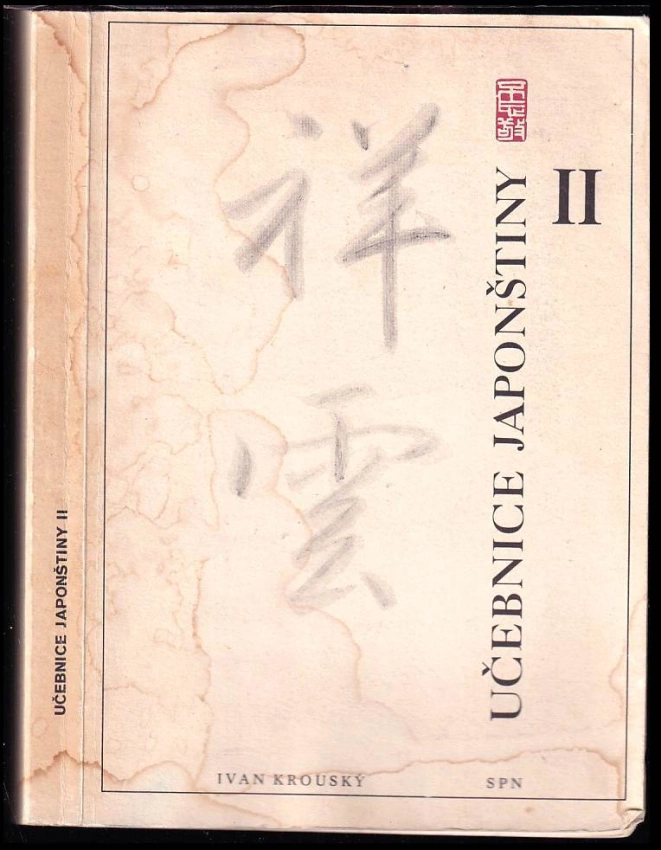 UČEBNICE JAPONŠTINY II
祥雲
UČEBNICE JAPONŠTINY
II
IVAN KROUSKÝ
SPN